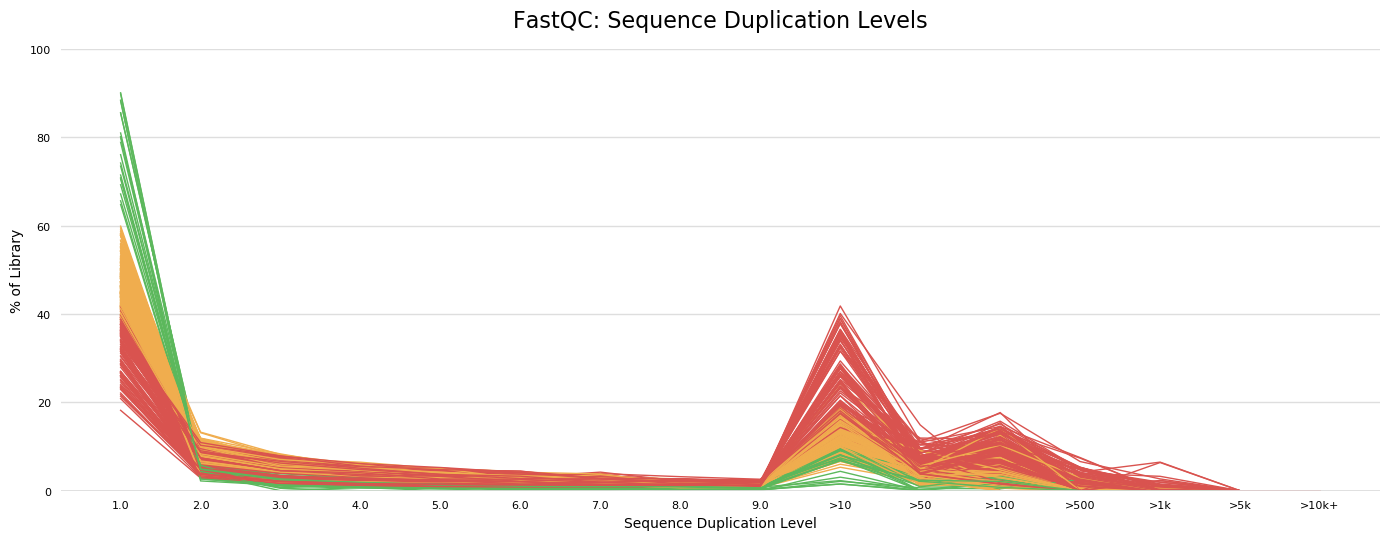 FastQC: Sequence Duplication Levels
100
80
60
40
20
0
% of Library
1.0 2.0 3.0 4.0 5.0 6.0 7.0 8.0 9.0 >10 >50 >100 >500 >1k >5k >10k+
Sequence Duplication Level